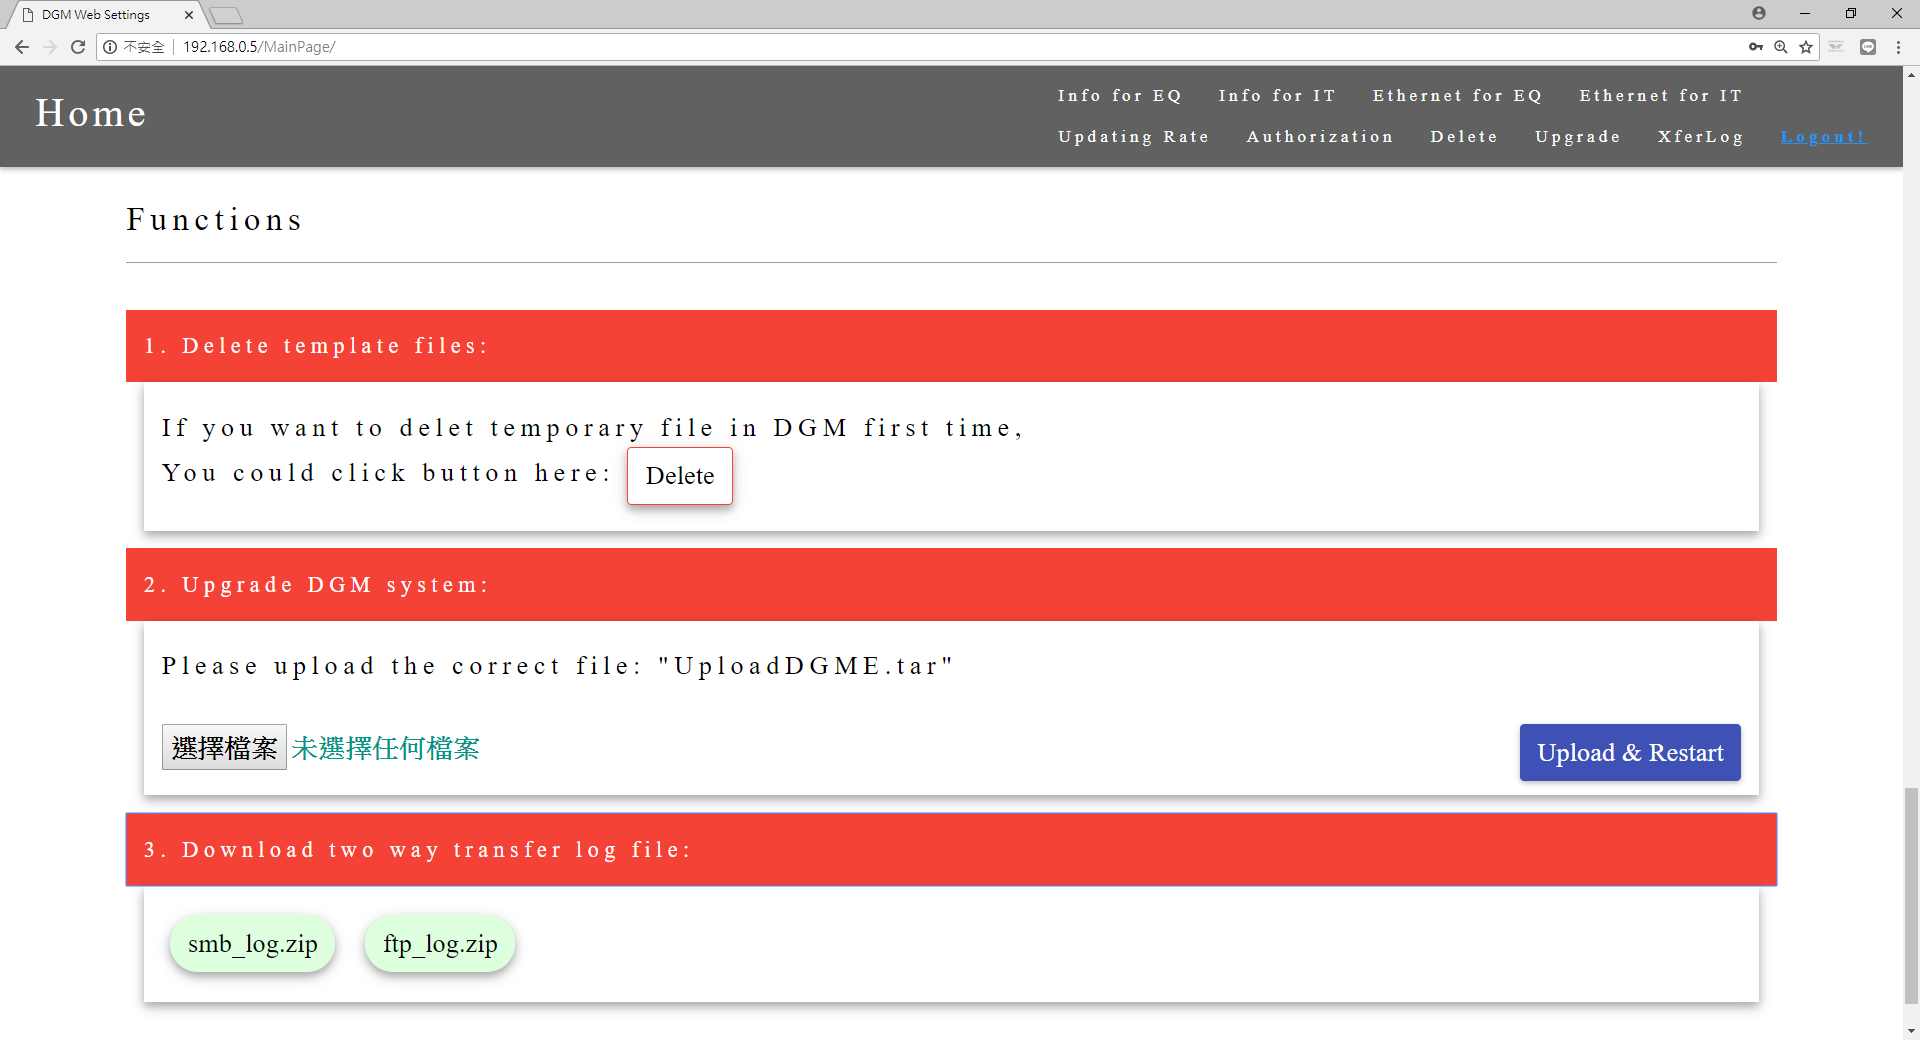 DGM Web Settings
不安全 192.168.0.5/MainPage/
Home
Info for EQ Info for IT Ethernet for EQ Ethernet for IT
Updating Rate Authorization Delete Upgrade XferLog Logout!
Functions
1. Delete template files:
If you want to delet temporary file in DGM first time,
You could click button here: Delete
2. Upgrade DGM system:
Please upload the correct file: "UploadDGME.tar"
選擇檔案 未選擇任何檔案 Upload & Restart
3. Download two way transfer log file:
smb_log.zip ftp_log.zip